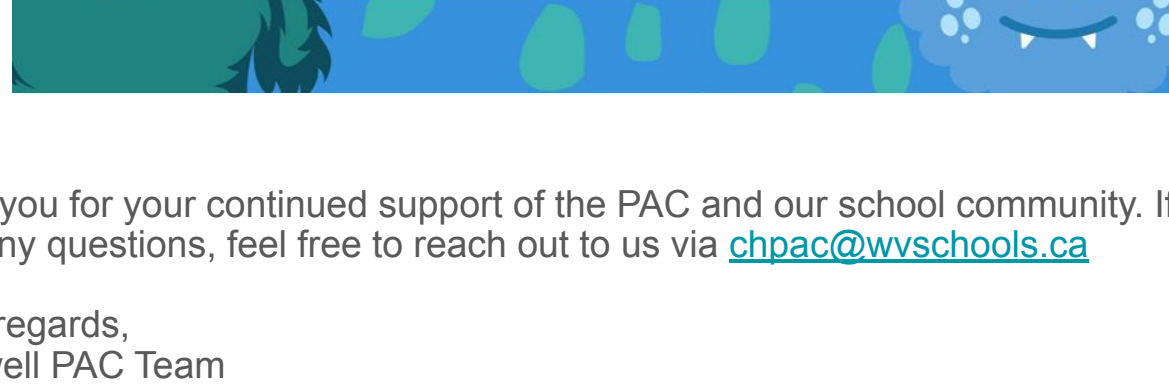 you for your continued support of the PAC and our school community. If
ny questions, feel free to reach out to us via chpac@wvschools.ca
regards,
ell PAC Team